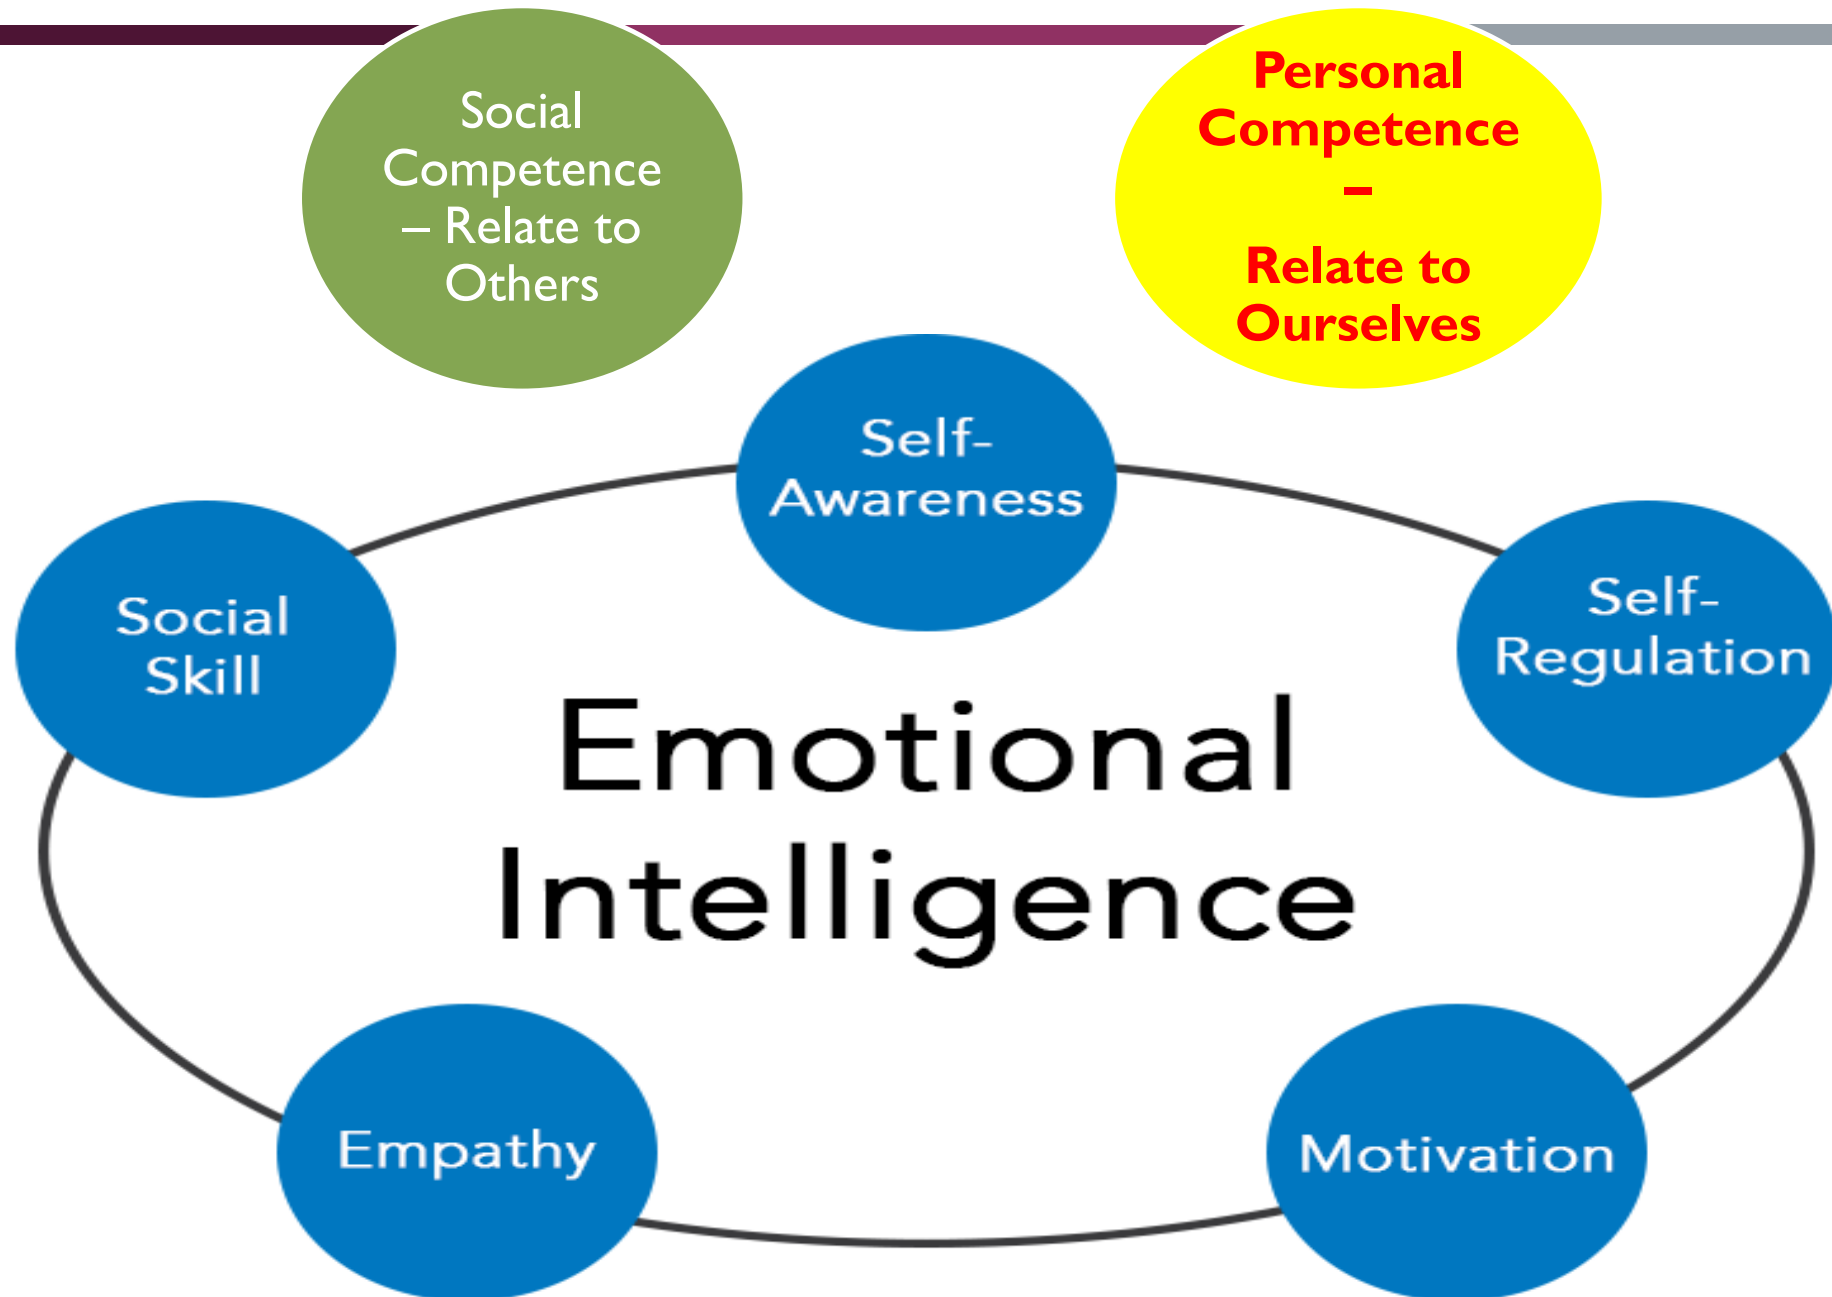 Social
Competence
– Relate to
Others
Personal
Competence
–
Relate to
Ourselves
Self-
Awareness
Social
Skill
Self-
Regulation
Emotional
Intelligence
Empathy
Motivation